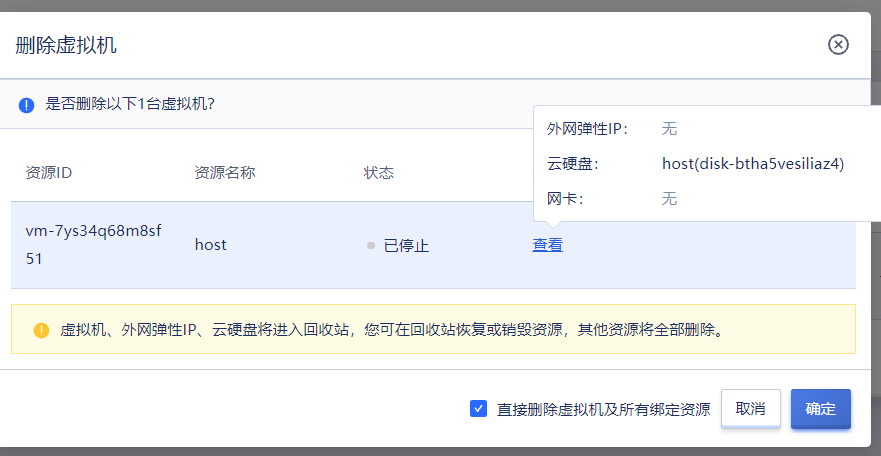 删除虚拟机
是否删除以下1台虚拟机?
外网弹性IP： 无
云硬盘： host(disk-btha5vesiliaz4)
网卡： 无
资源ID 资源名称 状态
vm-7ys34q68m8sf
51
host 已停止 查看
虚拟机、外网弹性IP、云硬盘将进入回收站，您可在回收站恢复或销毁资源，其他资源将全部删除。
直接删除虚拟机及所有绑定资源 取消 确定